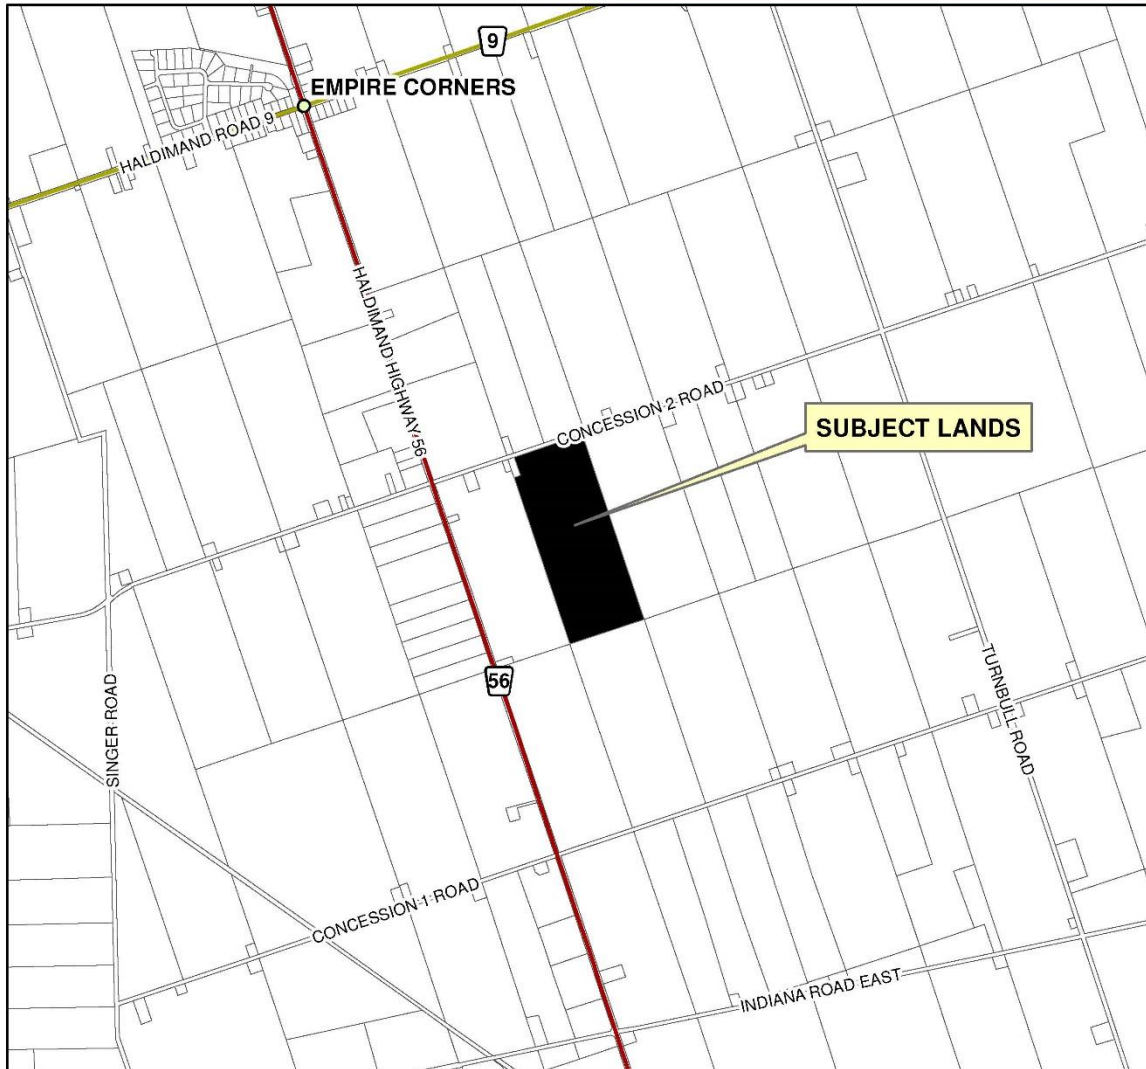 9
EMPIRE CORNERS
HALDIMAND ROAD 9
HALDIMAND HIGHWAY 56
CONCESSION 2 ROAD
SUBJECT LANDS
56
SINGER ROAD
TURNBULL ROAD
CONCESSION 1 ROAD
INDIANA ROAD EAST